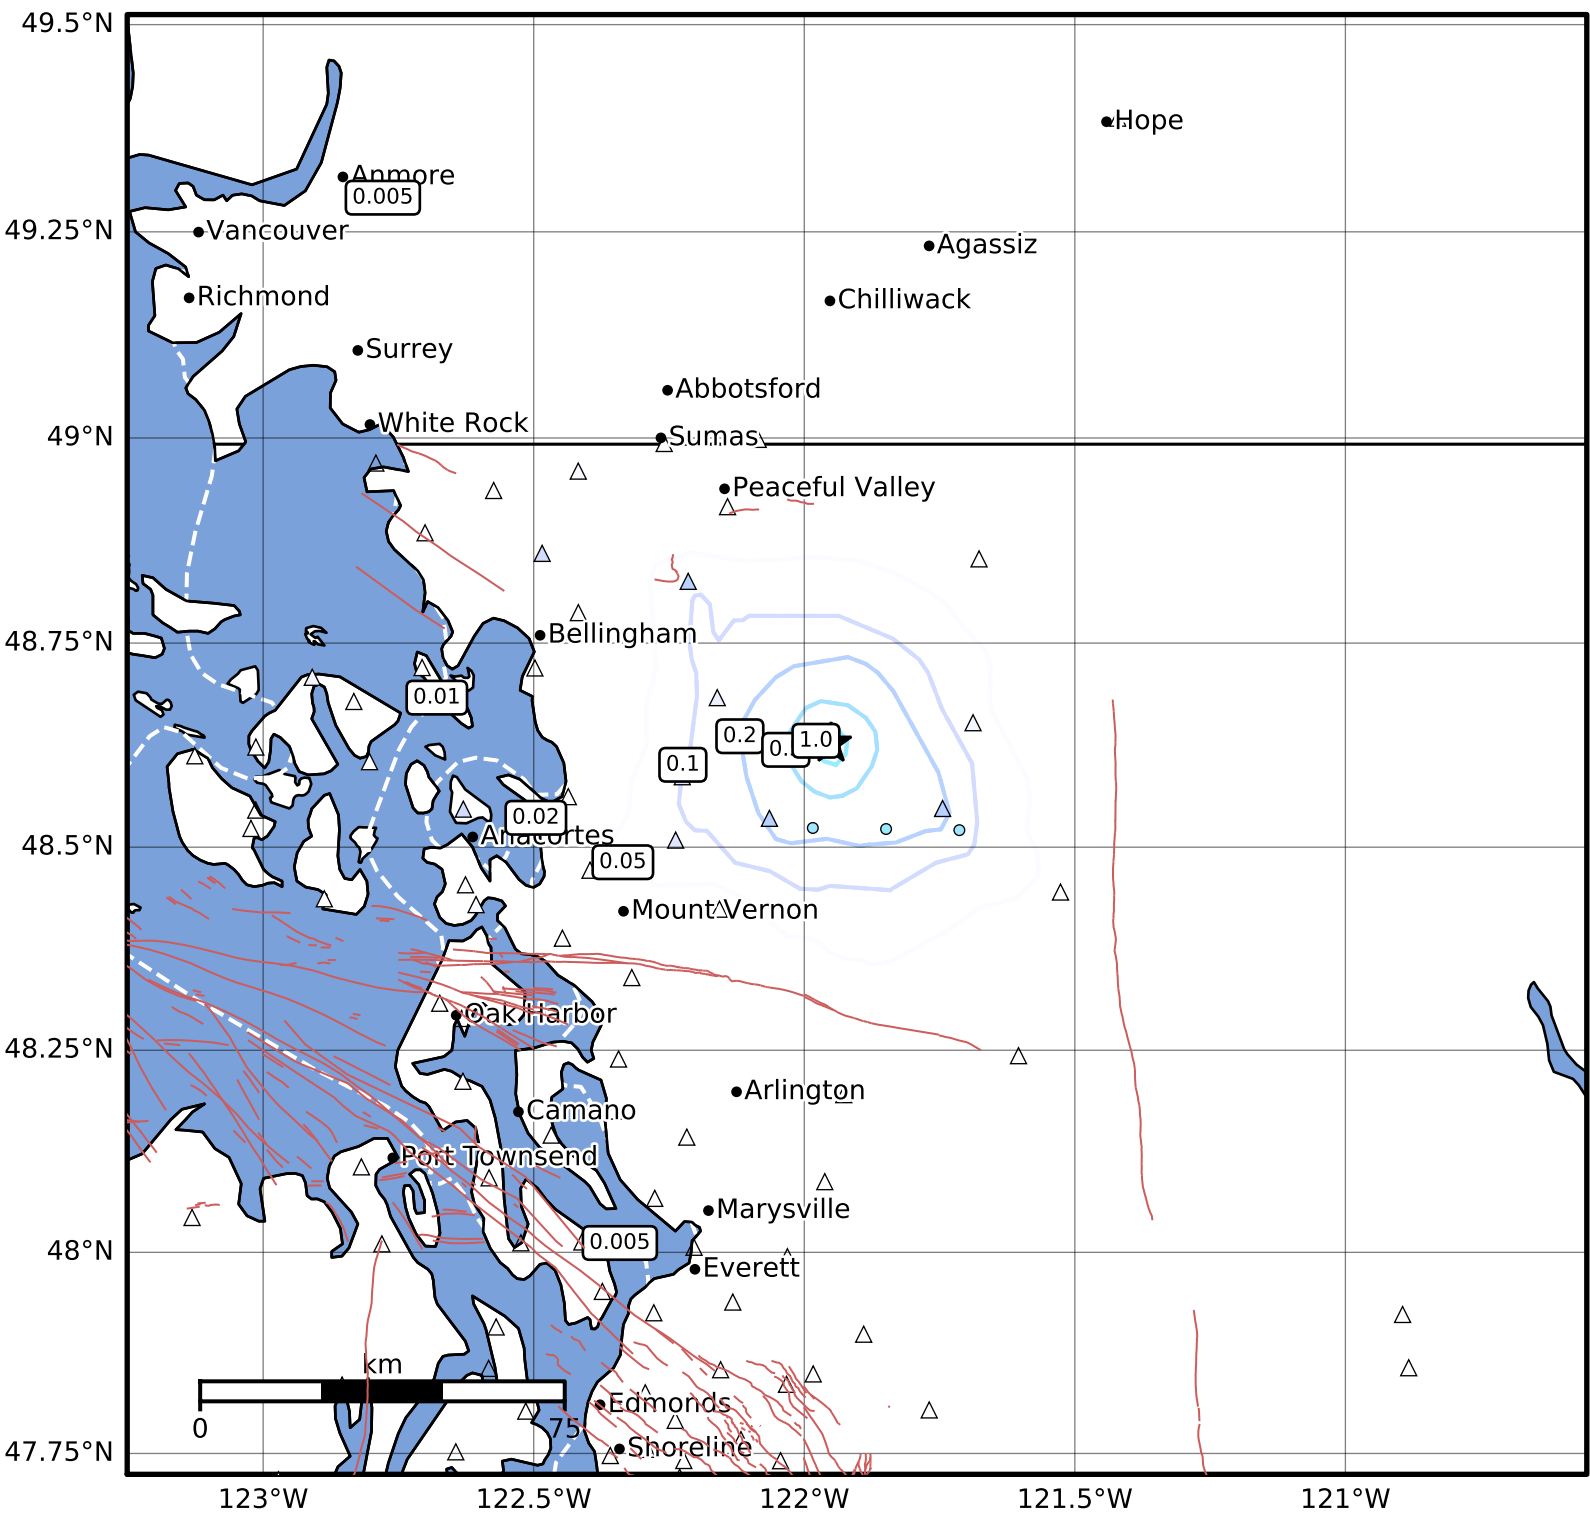 49.5°N
Hope
Anmore
0.005
49.25°N
Vancouver
Agassiz
Richmond
Chilliwack
Surrey
Abbotsford
White Rock
49°N
Sumas
Peaceful Valley
48.75°N
Bellingham
0.01
0.2
1.0
0.1
0.02
Anacortes
48.5°N
0.05
Mount Vernon
Oak Harbor
48.25°N
Arlington
Camano
Port Townsend
Marysville
0.005
48°N
Everett
km
0
75
Edmonds
Shoreline
47.75°N
123°W
122.5°W
122°W
121.5°W
121°W